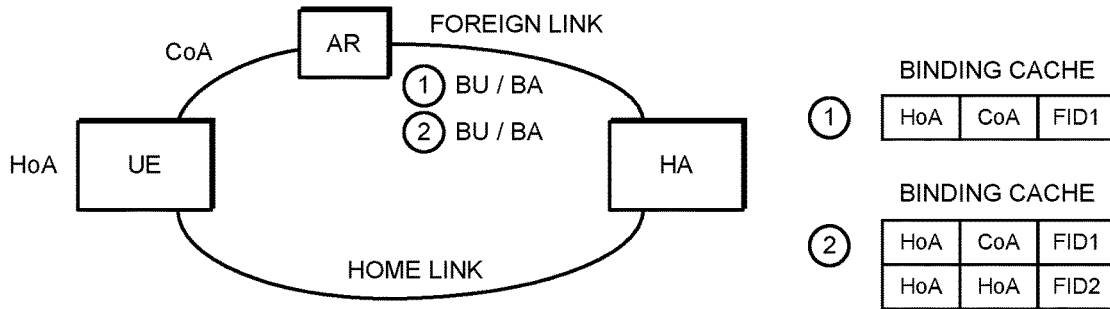 AR
FOREIGN LINK
CoA
1 BU / BA
2 BU / BA
HoA
UE
HA
HOME LINK
BINDING CACHE
1 HoA CoA FID1
BINDING CACHE
2 HoA CoA FID1
HoA HoA FID2